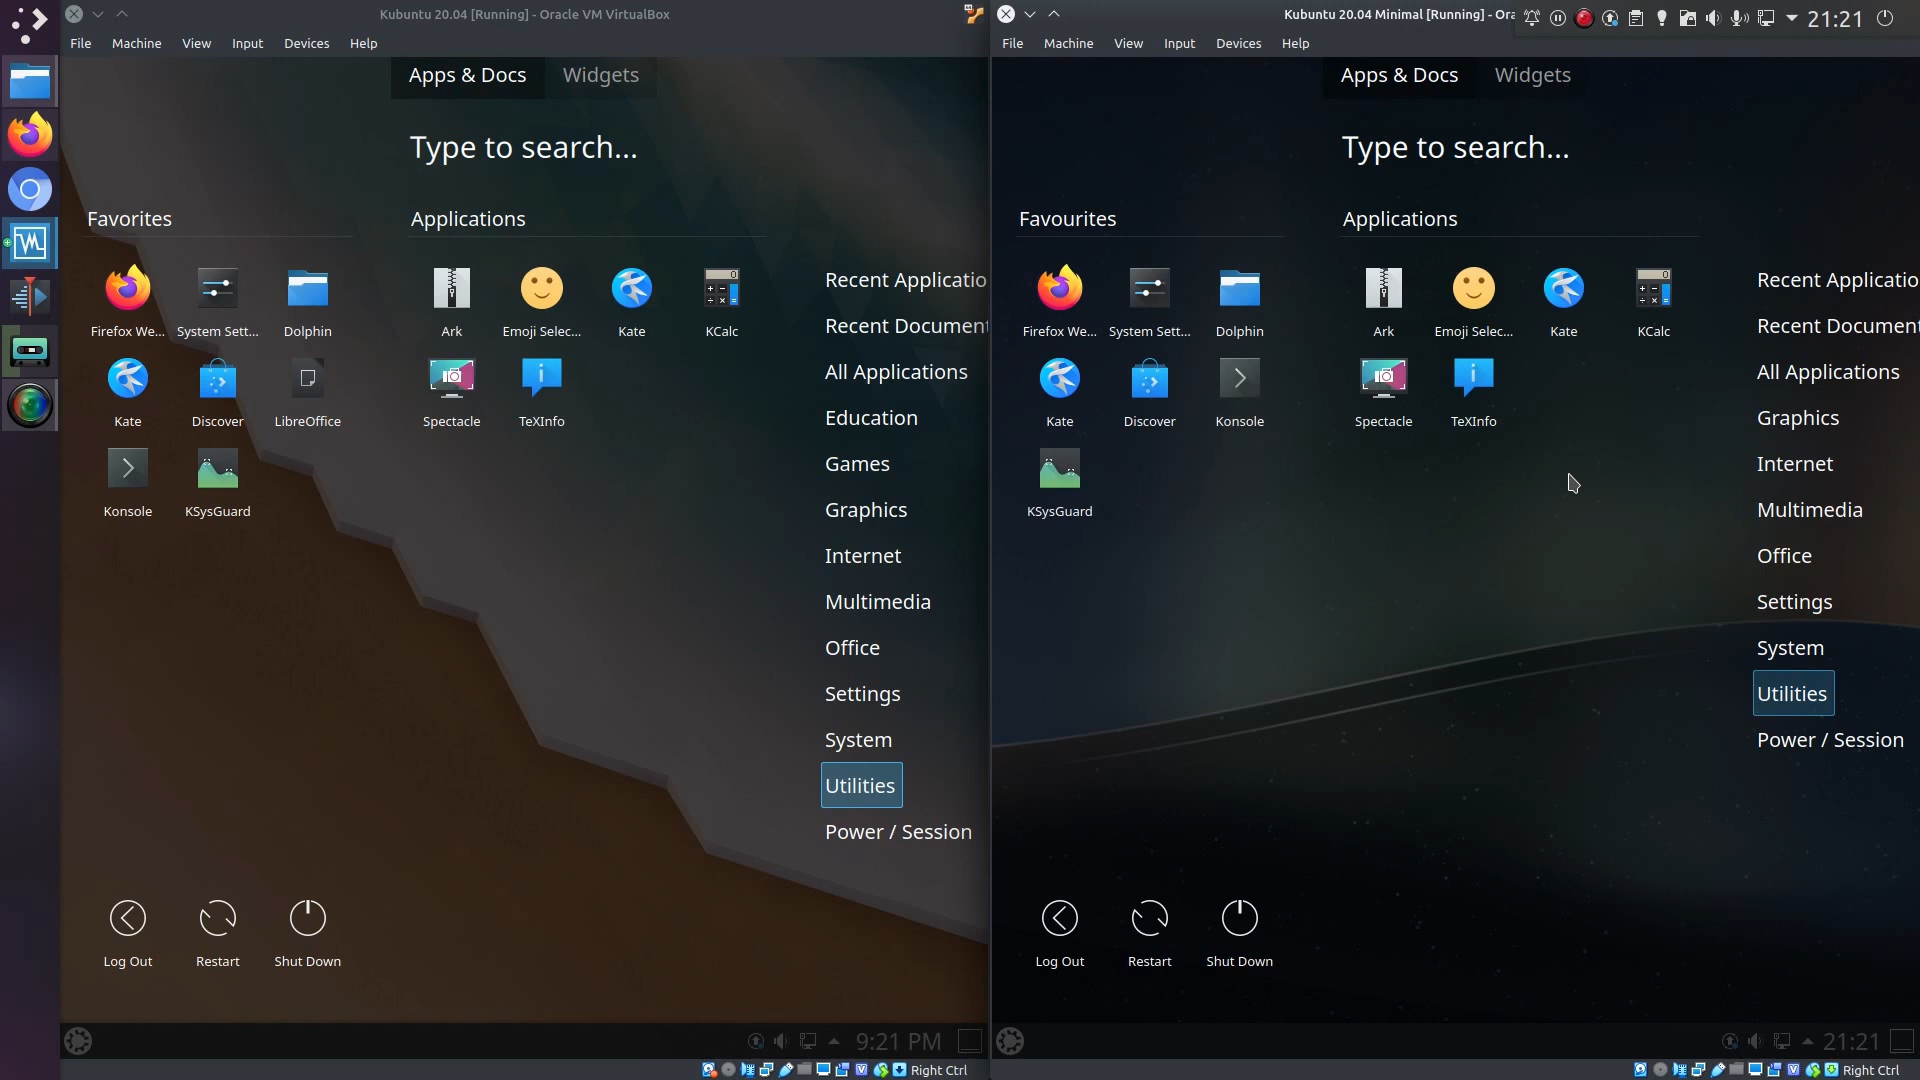 Kubuntu 20.04 [Running] - Oracle VM VirtualBox
File Machine View Input Devices Help
Apps & Docs Widgets
Type to search...
Favorites
Applications
Firefox We... System Sett... Dolphin
Ark Emoji Selec... Kate KCalc
Kate Discover LibreOffice
Spectacle TeXInfo
Konsole KSysGuard
Recent Applicatio
Recent Document
All Applications
Education
Games
Graphics
Internet
Multimedia
Office
Settings
System
Utilities
Power / Session
Log Out Restart Shut Down
9:21 PM
Right Ctrl
Kubuntu 20.04 Minimal [Running] - Ora
21:21
File Machine View Input Devices Help
Apps & Docs Widgets
Type to search...
Favourites
Applications
Firefox We... System Sett... Dolphin
Ark Emoji Selec... Kate KCalc
Kate Discover Konsole
Spectacle TeXInfo
KSysGuard
Recent Applicatio
Recent Document
All Applications
Graphics
Internet
Multimedia
Office
Settings
System
Utilities
Power / Session
Log Out Restart Shut Down
21:21
Right Ctrl